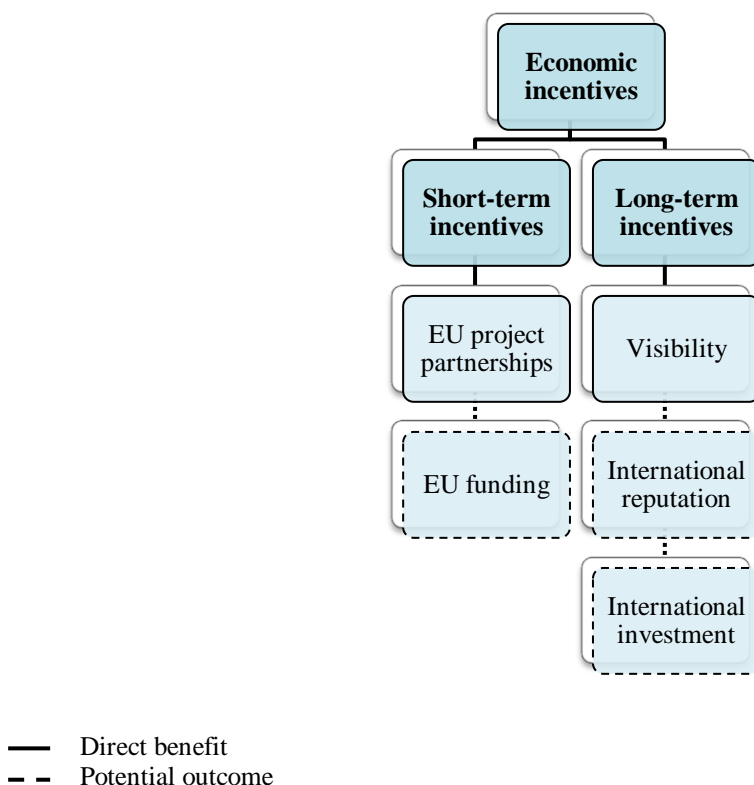 Economic
incentives
Short-term
incentives
Long-term
incentives
EU project
partnerships
Visibility
EU funding
International
reputation
International
investment
Direct benefit
Potential outcome